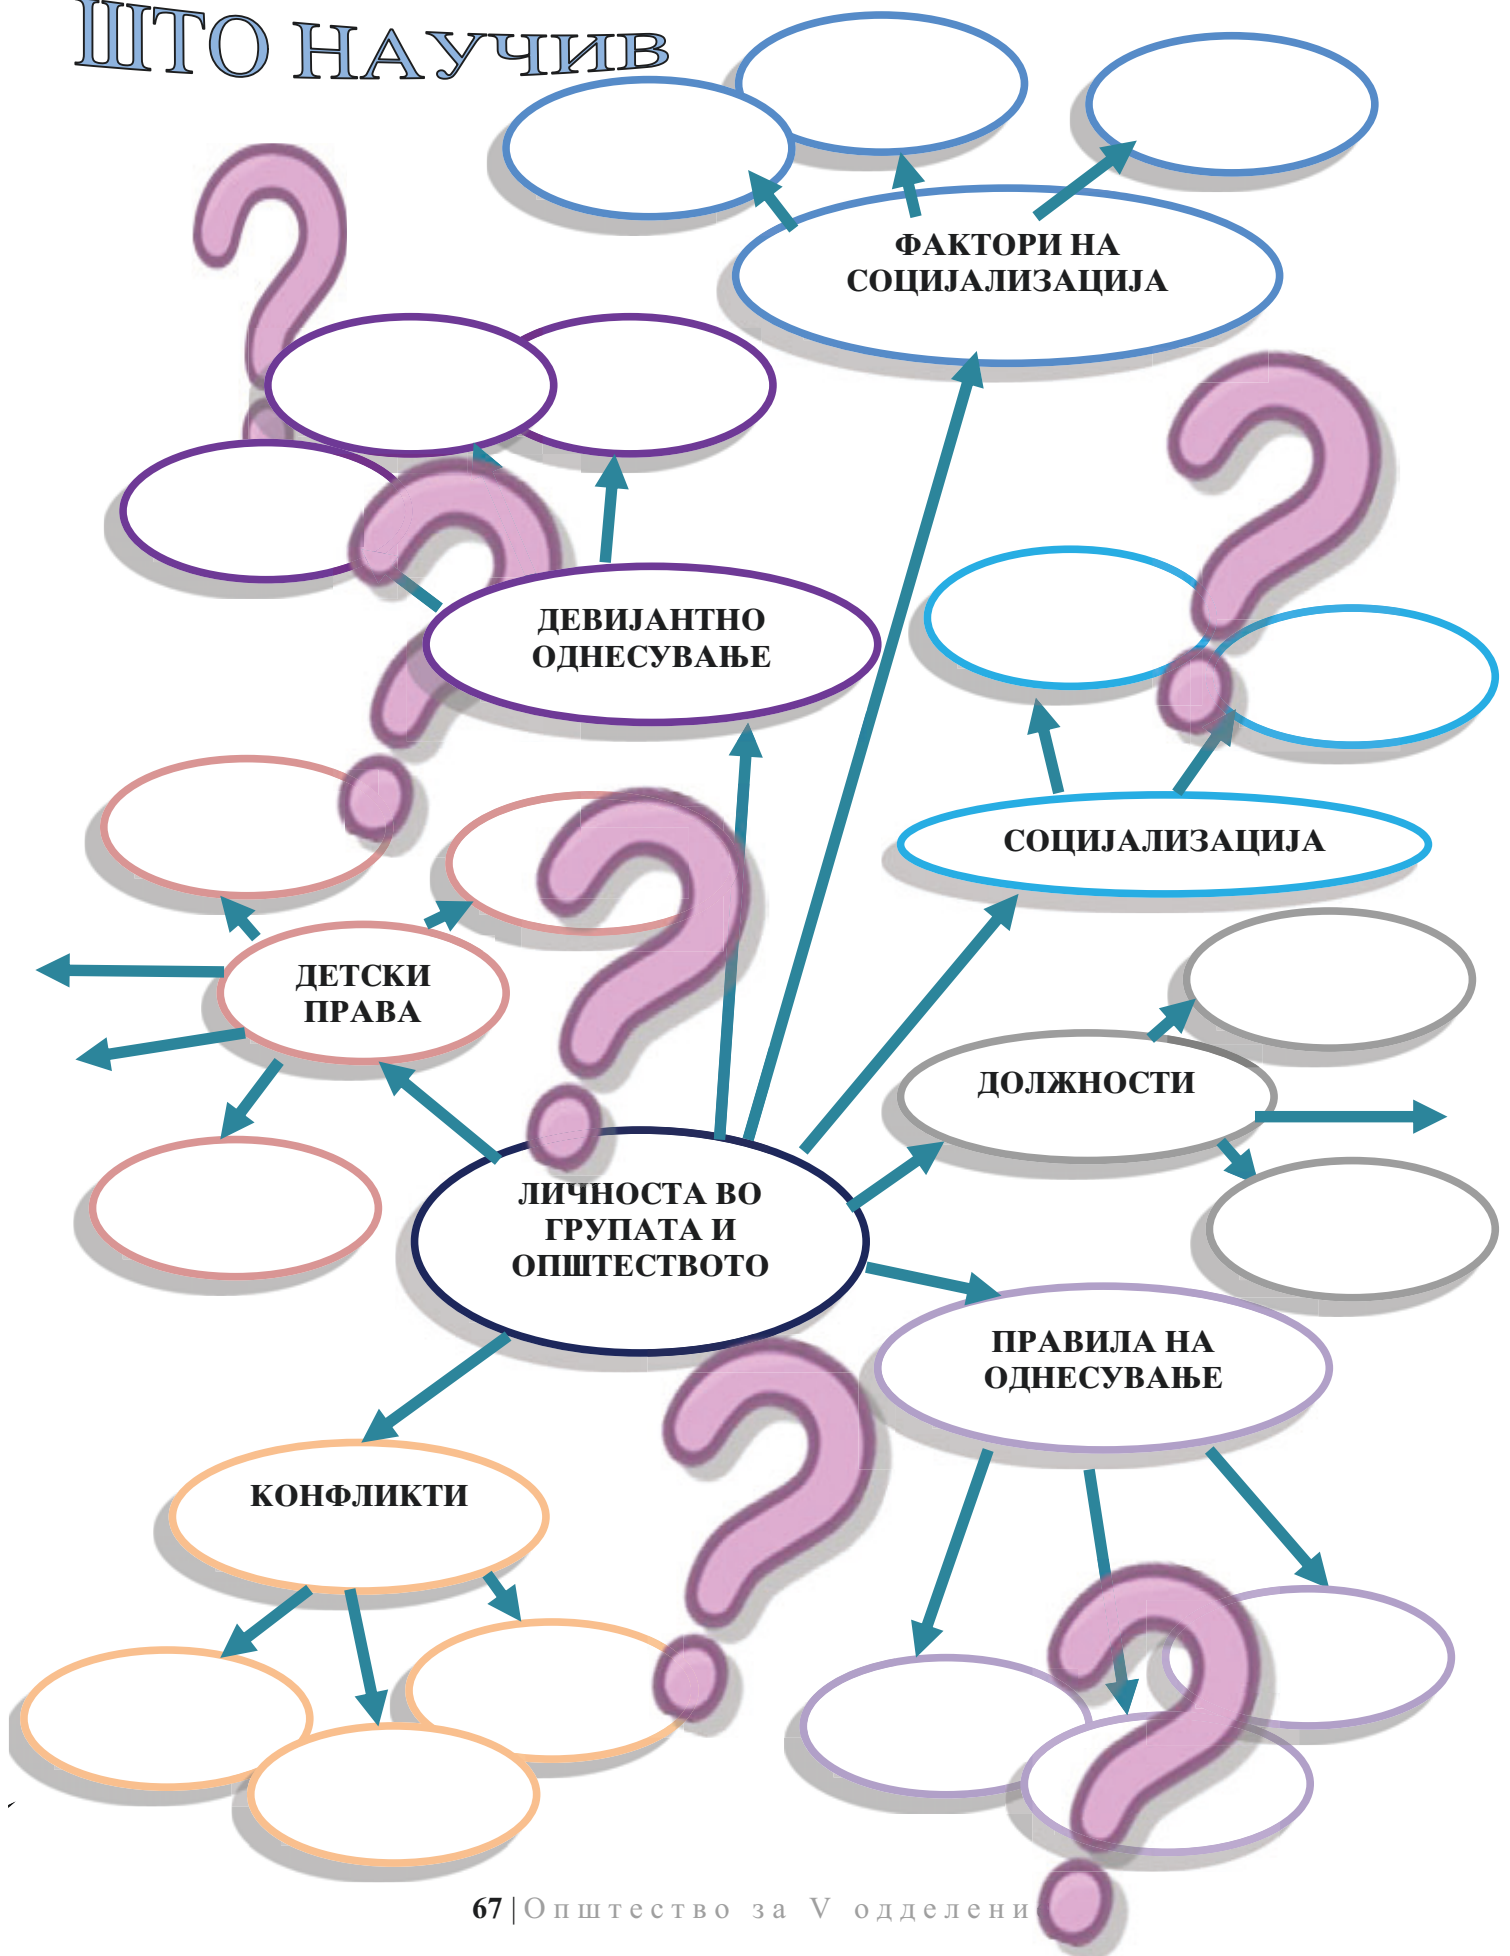 ШТО НАУЧИВ
ФАКТОРИ НА
СОЦИЈАЛИЗАЦИЈА
ДЕВИЈАНТНО
ОДНЕСУВАЊЕ
СОЦИЈАЛИЗАЦИЈА
ДЕТСКИ
ПРАВА
ДОЛЖНОСТИ
ЛИЧНОСТА ВО
ГРУПАТА И
ОПШТЕСТВОТО
ПРАВИЛА НА
ОДНЕСУВАЊЕ
КОНФЛИКТИ
67 | Општество за V одделени